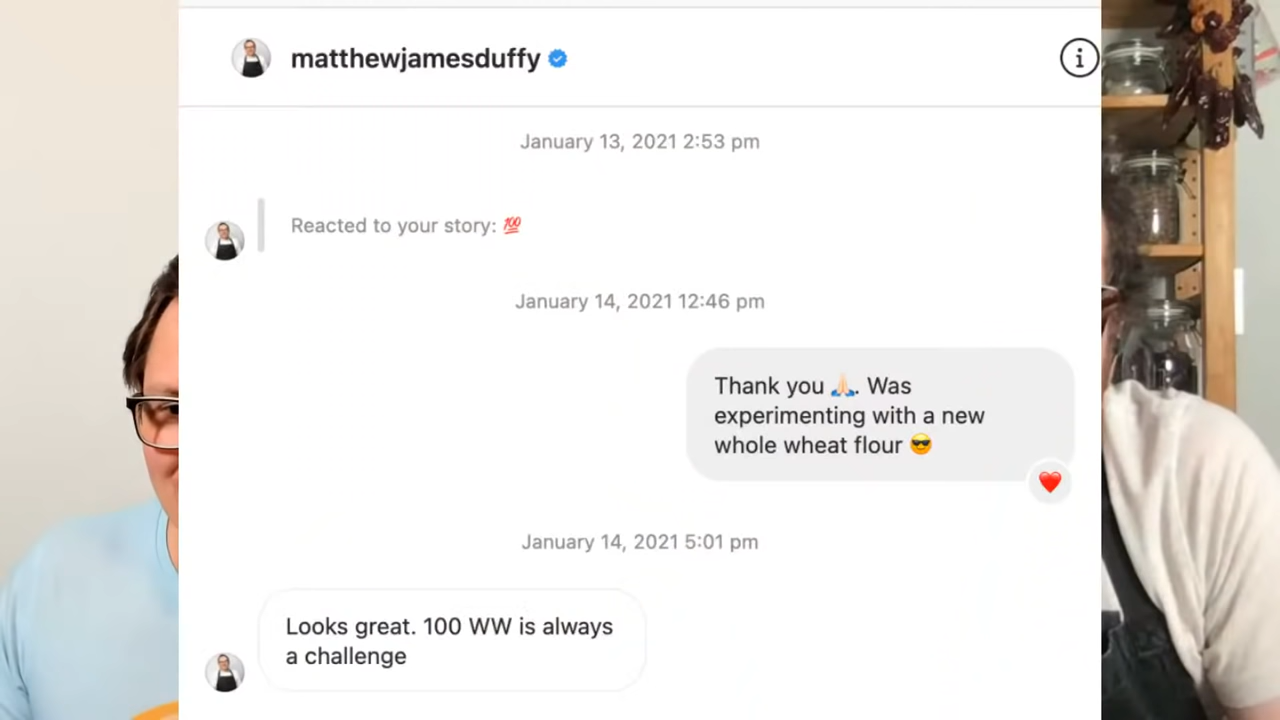 matthewjamesduffy
January 13, 2021 2:53 pm
Reacted to your story: 💯
January 14, 2021 12:46 pm
Thank you 🙏🏻. Was
experimenting with a new
whole wheat flour 😎
January 14, 2021 5:01 pm
Looks great. 100 WW is always
a challenge